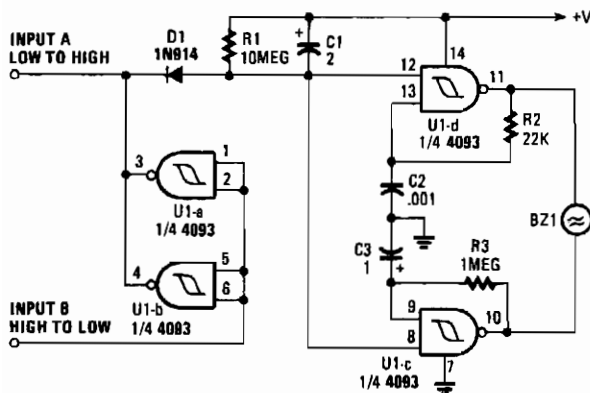 +V
INPUT A
LOW TO HIGH
D1
1N914
R1
10MEG
+
C1
2
14
12
13
11
U1-d
1/4 4093
R2
22K
3
1
2
U1-a
1/4 4093
C2
.001
BZ1
C3
1
+
R3
1MEG
4
5
6
U1-b
1/4 4093
INPUT B
HIGH TO LOW
9
8
10
7
U1-c
1/4 4093